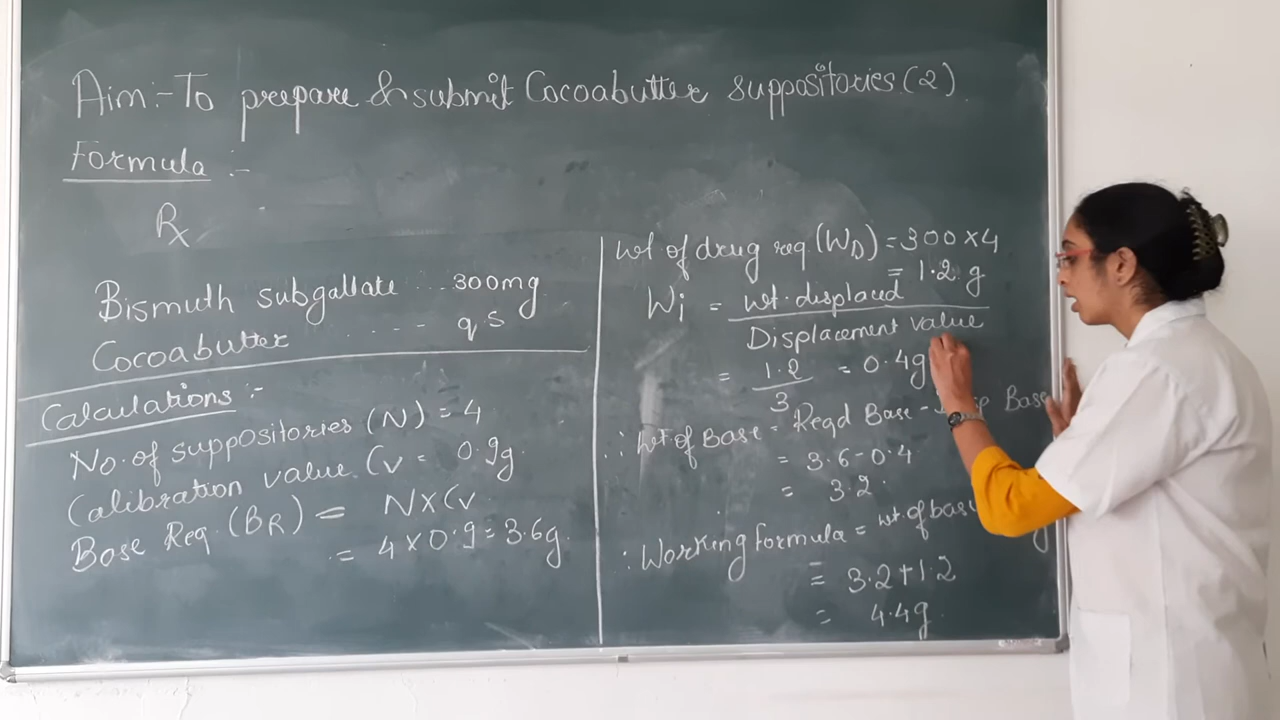 Aim:- To prepare & submit Cocoabutter suppositories (2)
Formula :-
Rx
Bismuth subgallate ... 300mg
Cocoabutter .... qs
Calculations :-
No. of suppositories (N) = 4
Calibration value Cv = 0.9g
Base Req. (BR) = N×Cv
= 4×0.9=3.6g
Wt of drug req. (WD) = 300×4
= 1.2 g
Wi = wt. displaced
Displacement value
= 1.2 = 0.4g
3
∴ Wt. of Base = Reqd Base - Base
= 3.6-0.4
= 3.2
∴ Working formula = wt. of base
= 3.2+1.2
= 4.4g